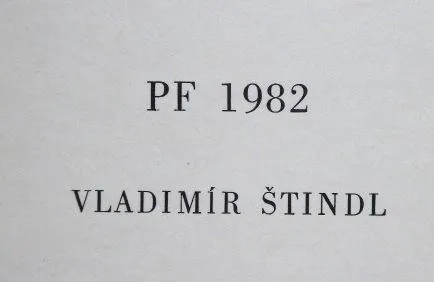 PF 1982
VLADIMÍR ŠTINDL